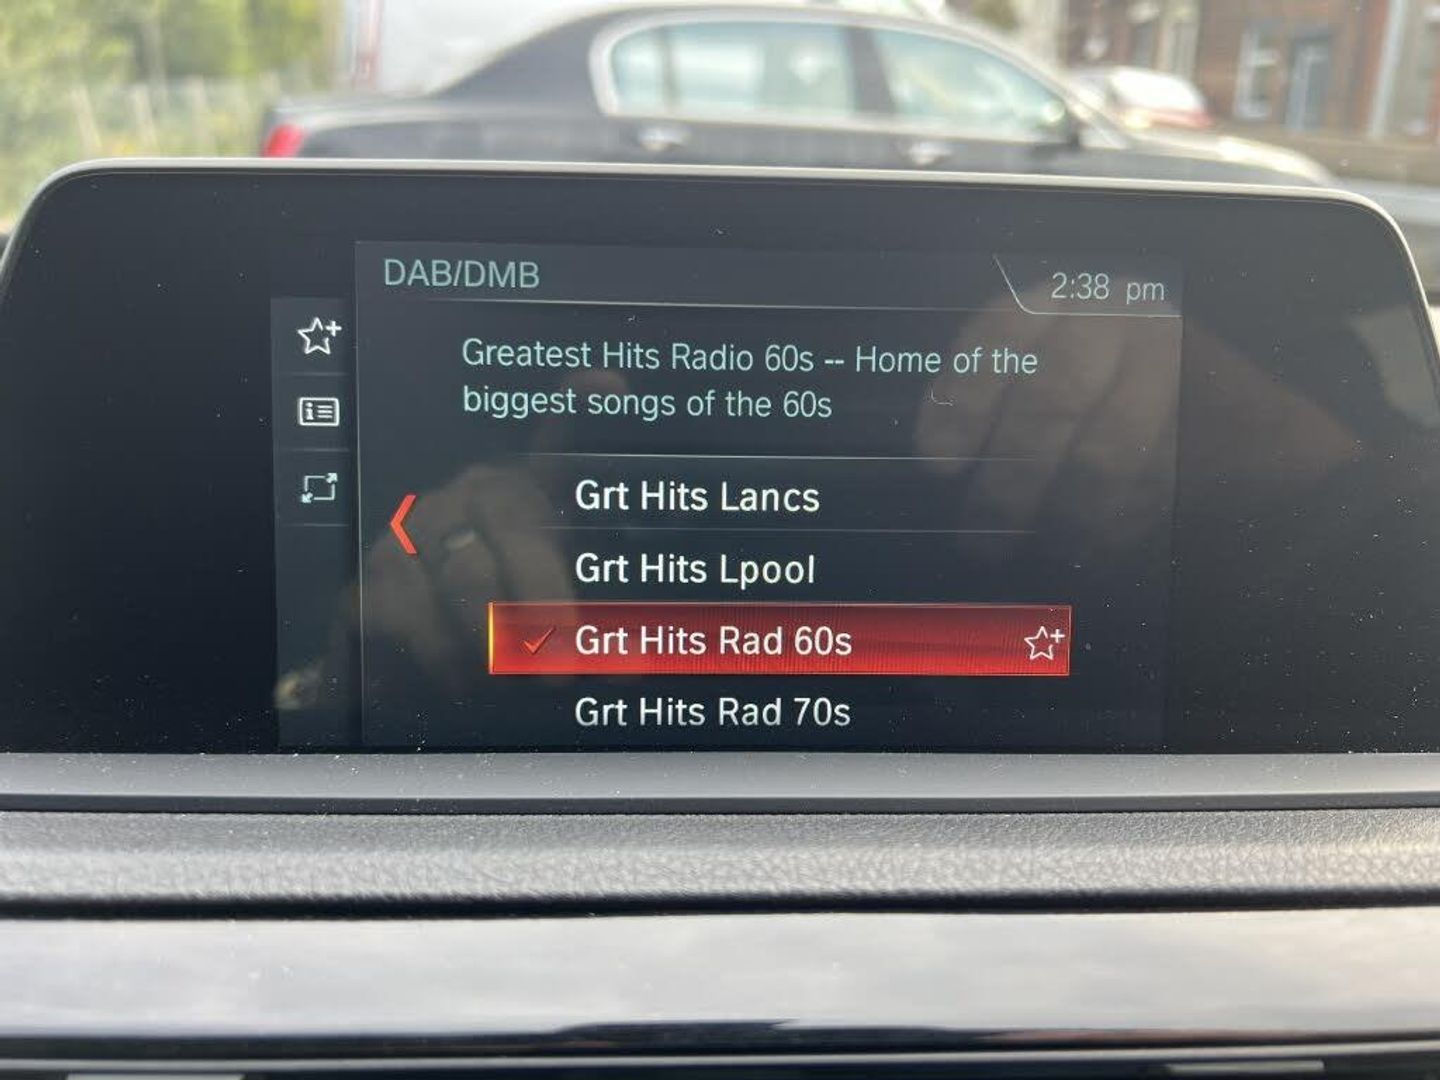 DAB/DMB
2:38 pm
Greatest Hits Radio 60s -- Home of the
biggest songs of the 60s
Grt Hits Lancs
Grt Hits Lpool
Grt Hits Rad 60s
Grt Hits Rad 70s